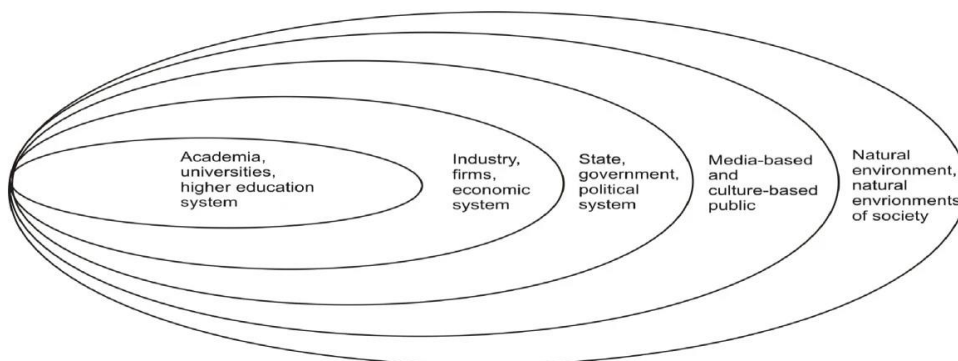 Academia,
universities,
higher education
system
Industry,
firms,
economic
system
State,
government,
political
system
Media-based
and
culture-based
public
Natural
environment,
natural
envrionments
of society